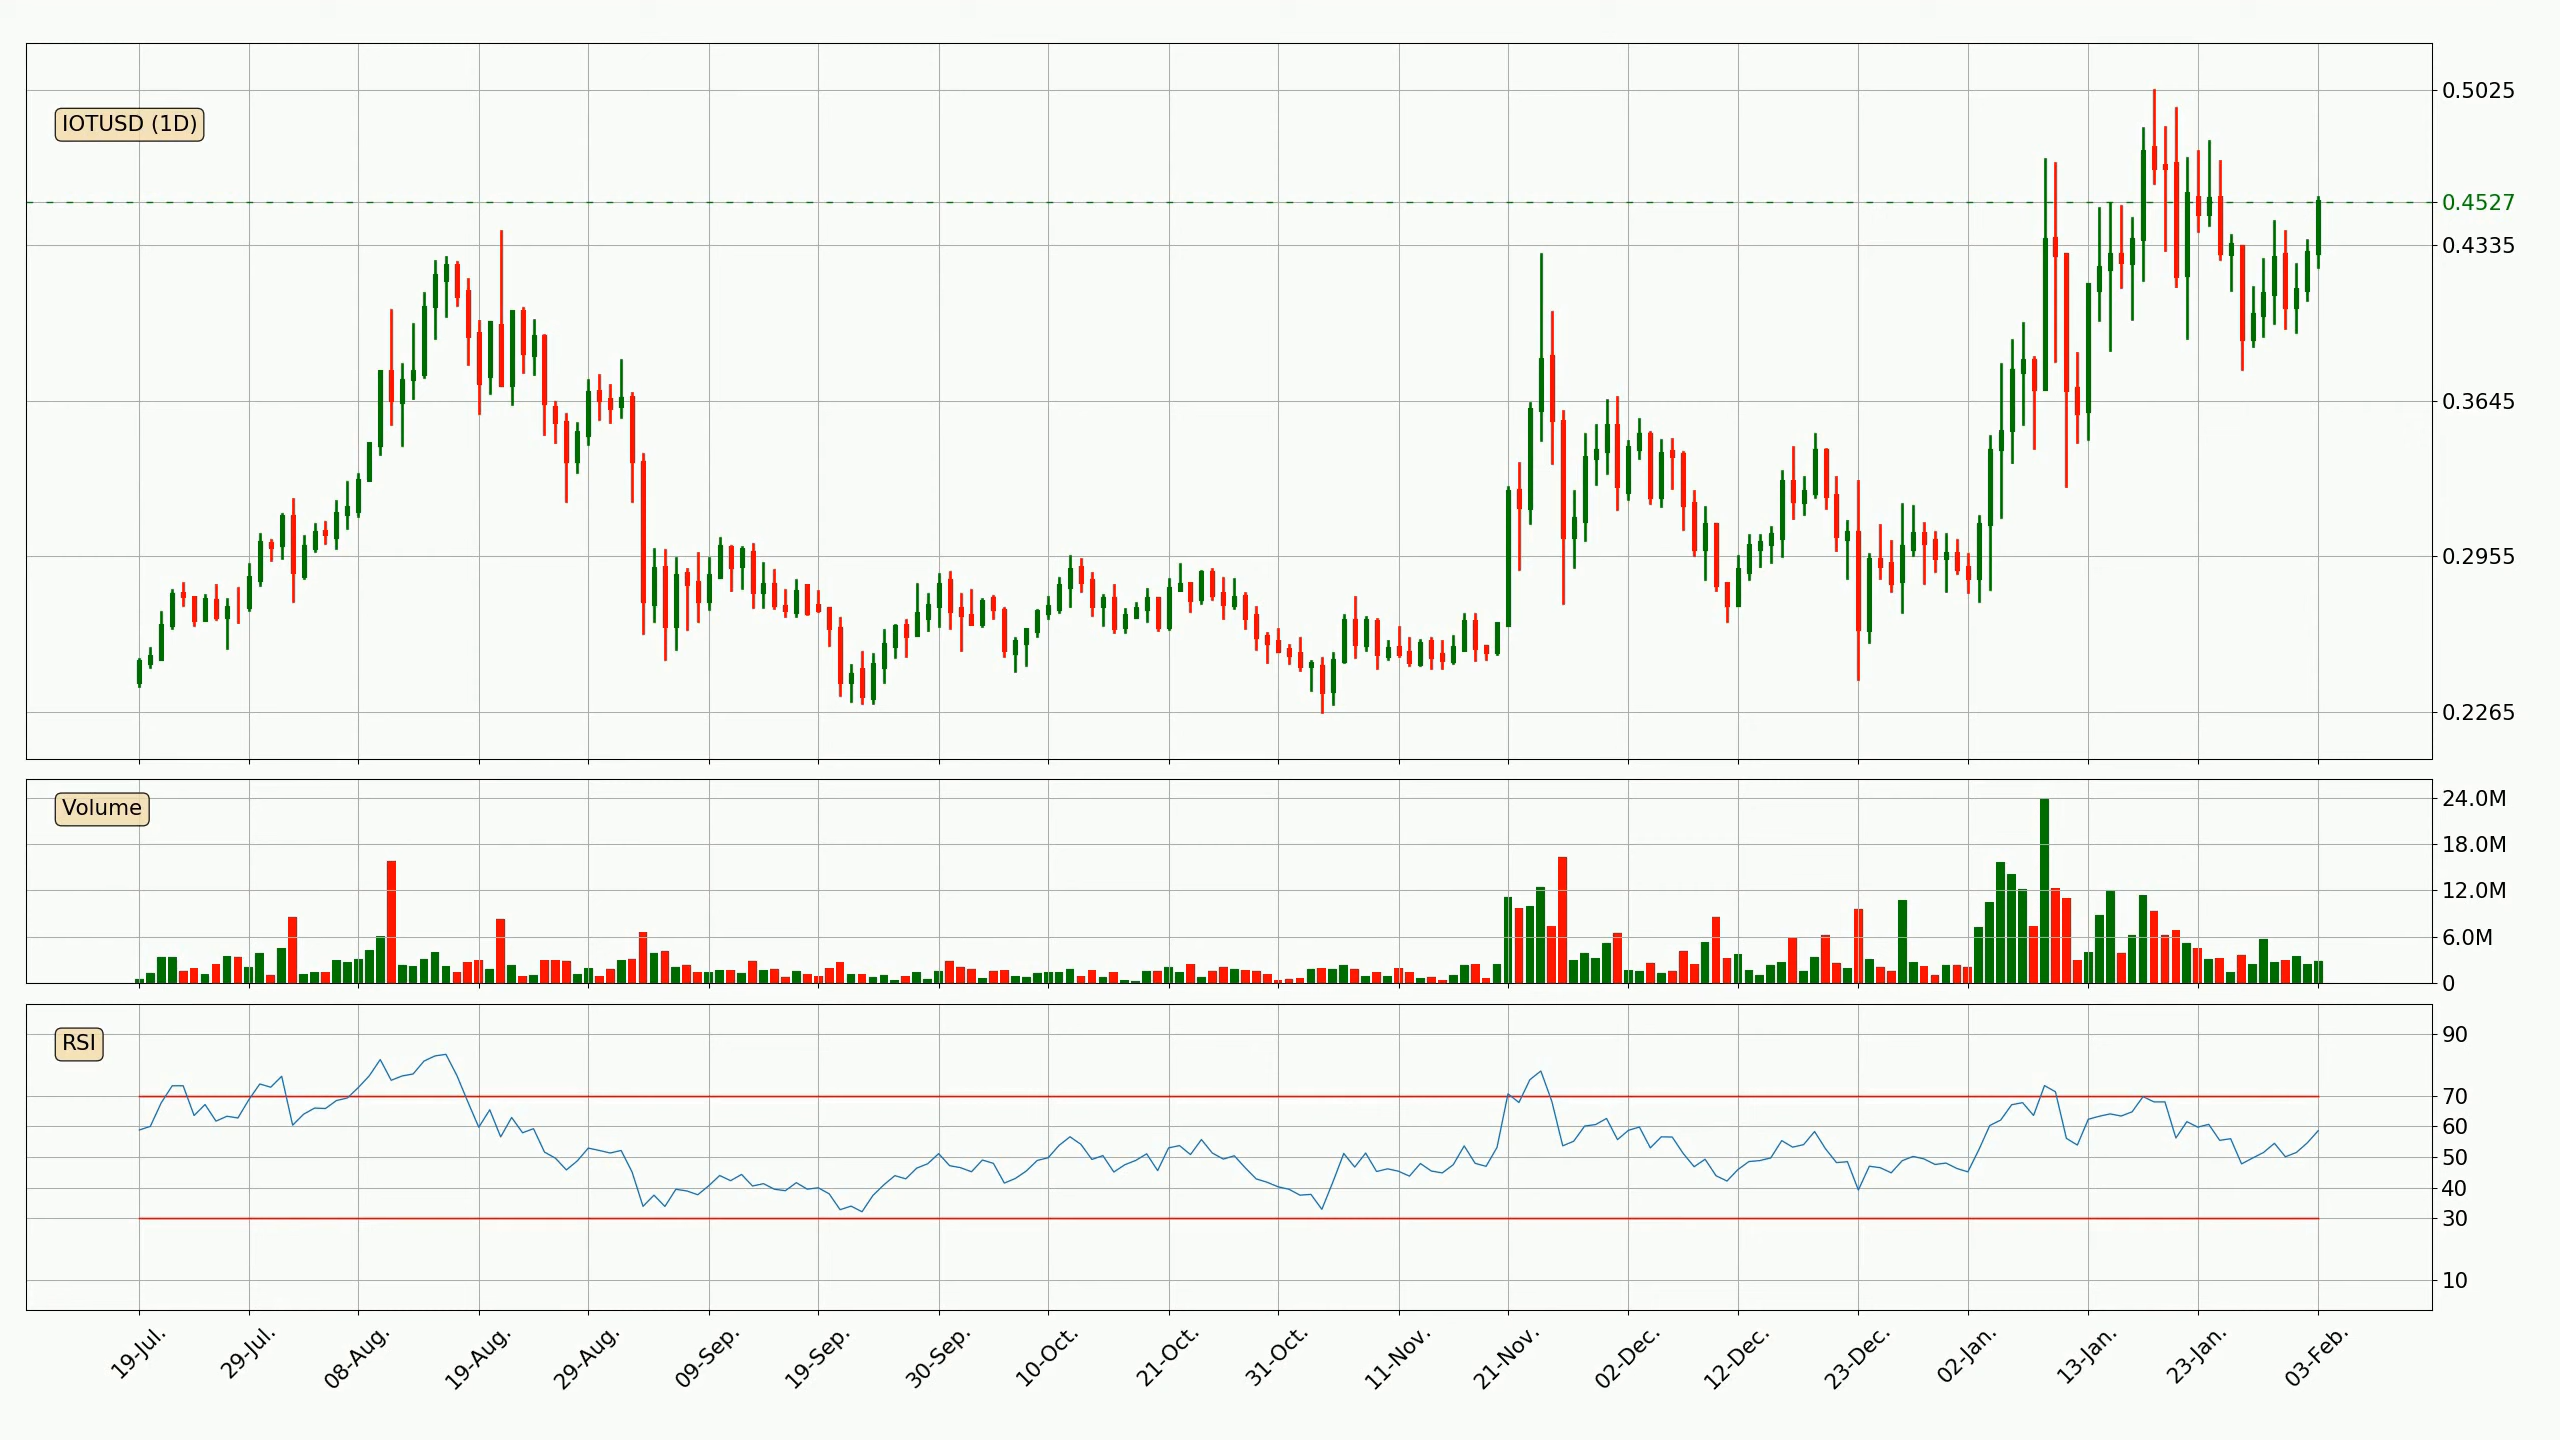 IOTUSD (1D)
0.5025
0.4527
0.4335
0.3645
0.2955
0.2265
Volume
24.0M
18.0M
12.0M
6.0M
0
RSI
90
70
60
50
40
30
10
19-Jul.
29-Jul.
08-Aug.
19-Aug.
29-Aug.
09-Sep.
19-Sep.
30-Sep.
10-Oct.
21-Oct.
31-Oct.
11-Nov.
21-Nov.
02-Dec.
12-Dec.
23-Dec.
02-Jan.
13-Jan.
23-Jan.
03-Feb.